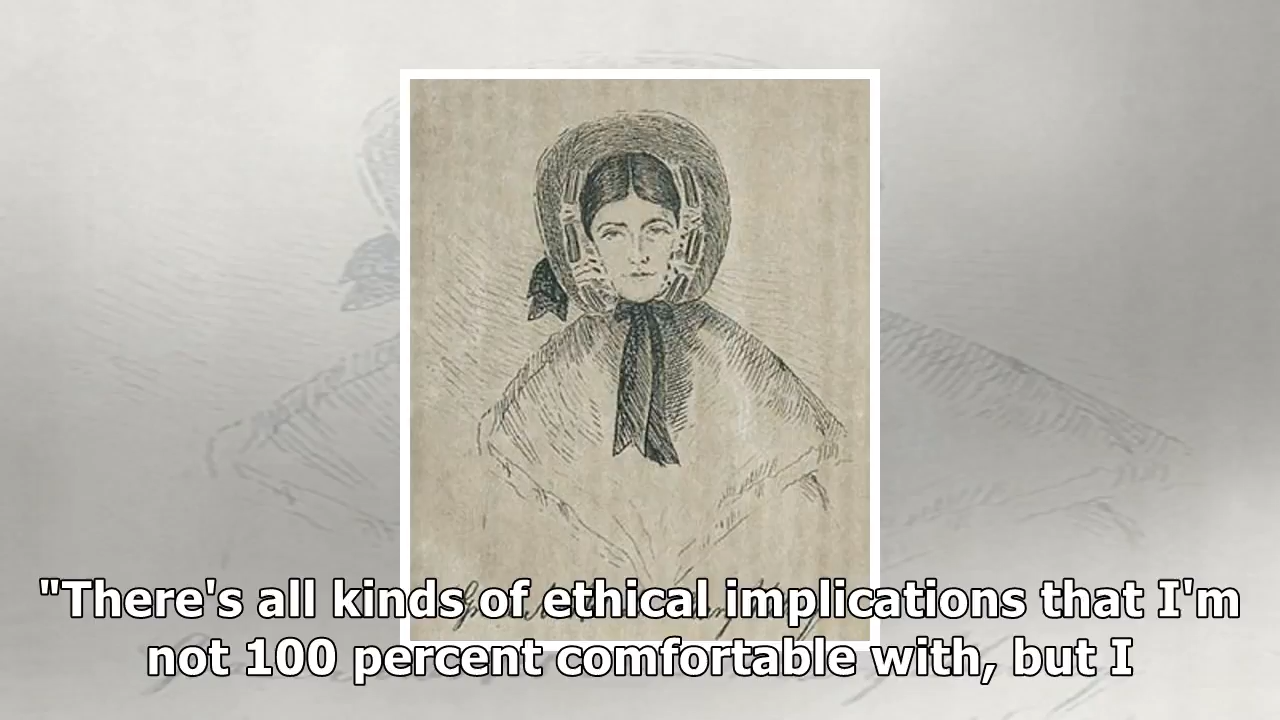 "There's all kinds of ethical implications that I'm
not 100 percent comfortable with, but I